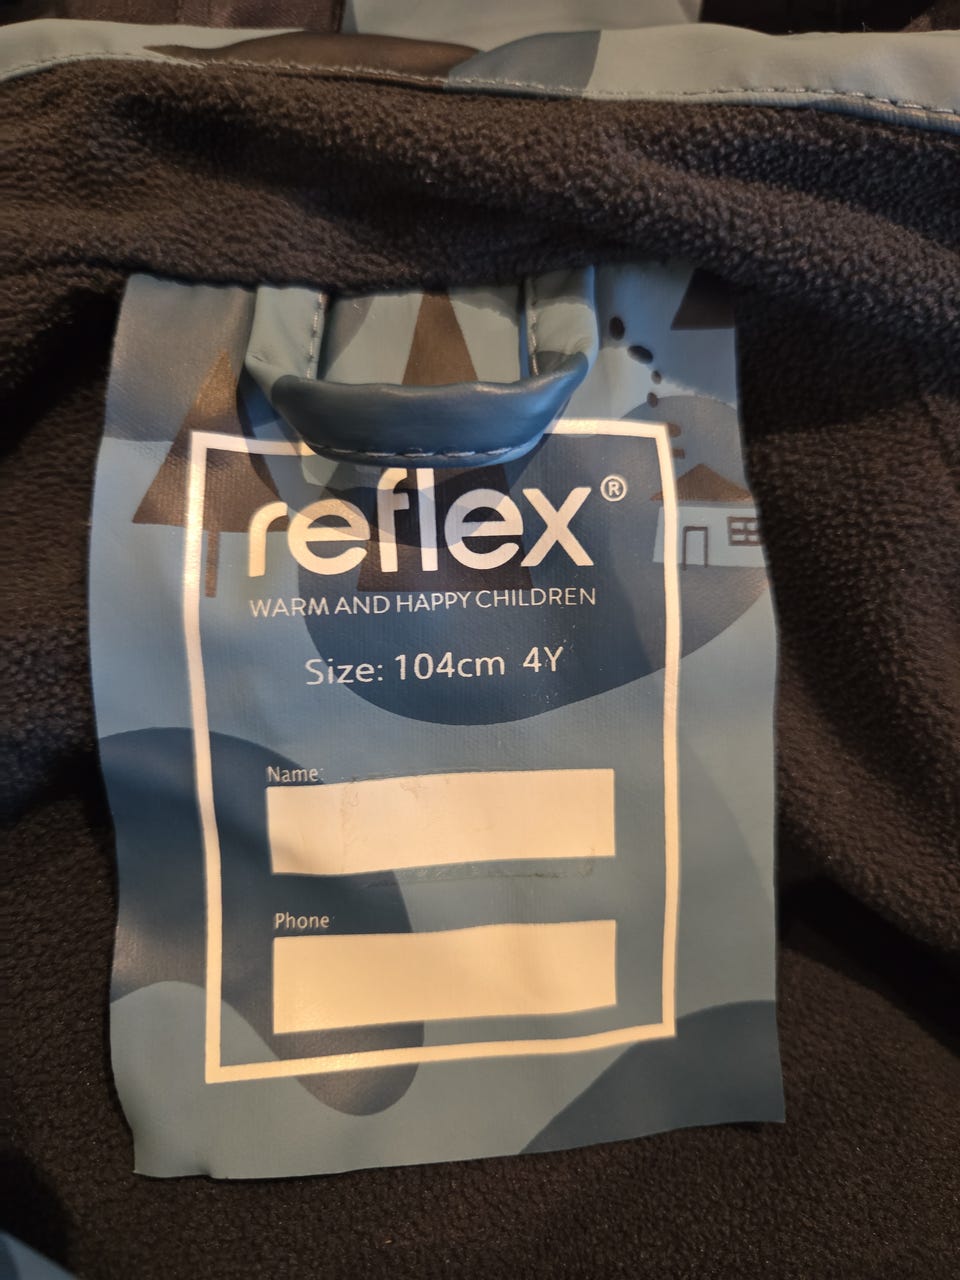 reflex®
WARM AND HAPPY CHILDREN
Size: 104cm 4Y
Name:
Phone